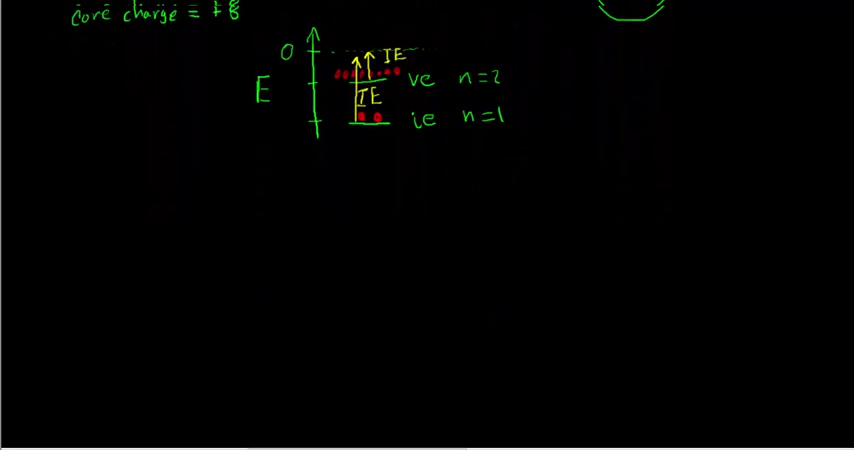 core charge = +8
0 IE
E ve n=2
IE
ie n=1